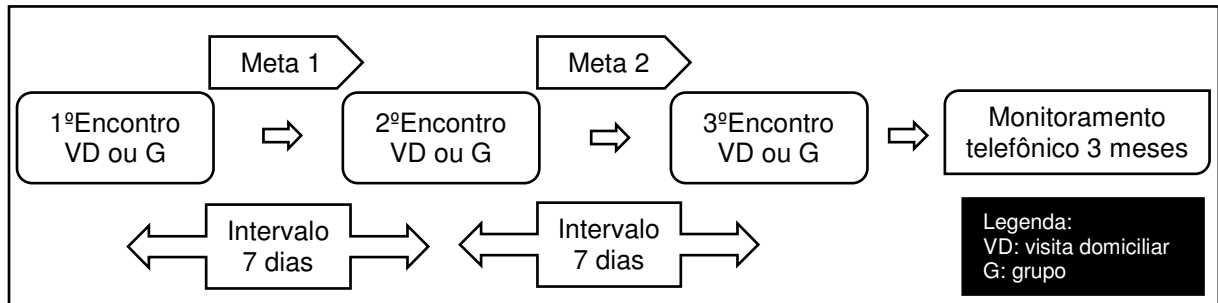 Meta 1
Meta 2
1ºEncontro
VD ou G
2ºEncontro
VD ou G
3ºEncontro
VD ou G
Monitoramento
telefônico 3 meses
Intervalo
7 dias
Intervalo
7 dias
Legenda:
VD: visita domiciliar
G: grupo